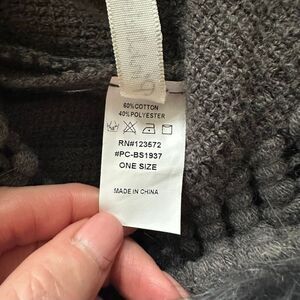 60%COTTON
40%POLYESTER
RN#123572
#PC-BS1937
ONE SIZE
MADE IN CHINA